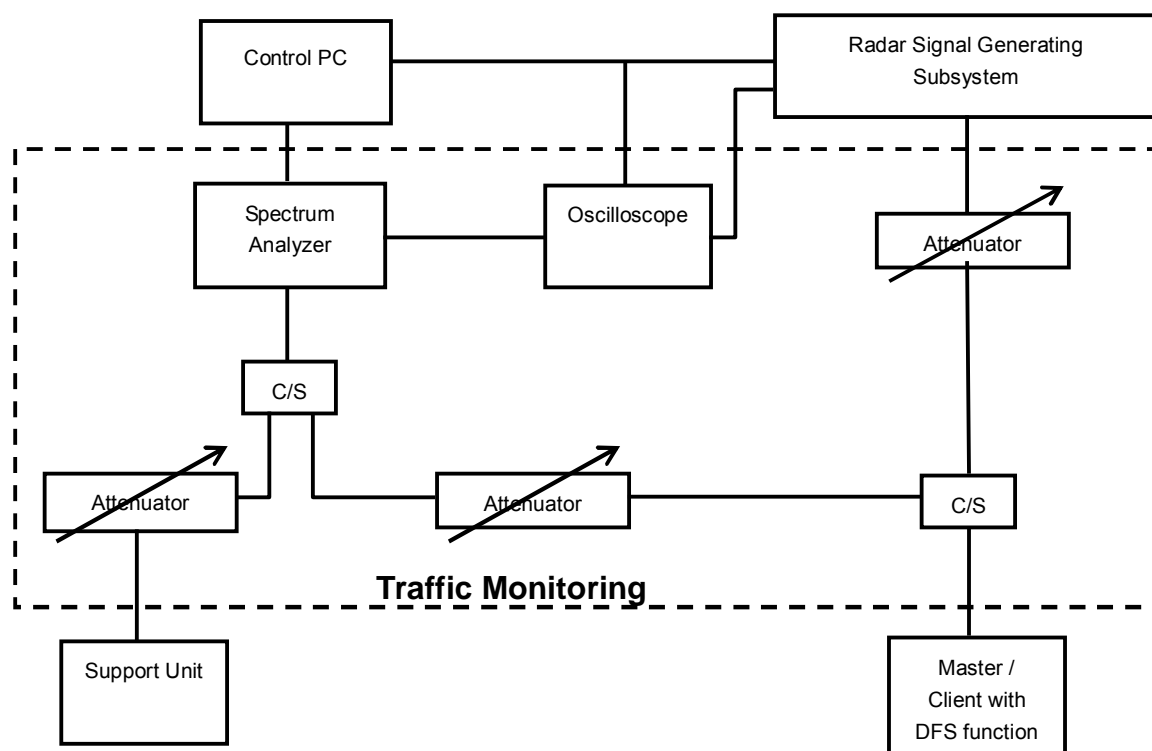 Control PC
Radar Signal Generating
Subsystem
Spectrum
Analyzer
Oscilloscope
Attenuator
C/S
Attenuator
Attenuator
C/S
Traffic Monitoring
Support Unit
Master /
Client with
DFS function